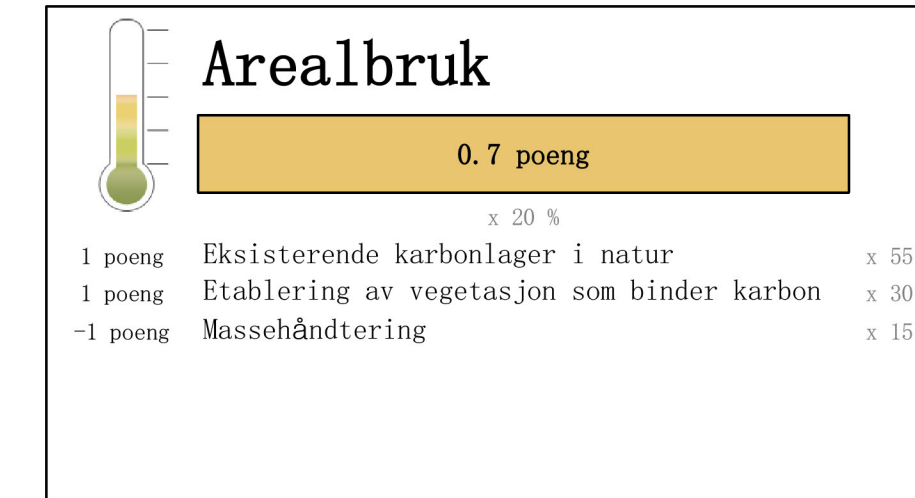 Arealbruk
0.7 poeng
x 20 %
1 poeng Eksisterende karbonlager i natur x 55
1 poeng Etablering av vegetasjon som binder karbon x 30
-1 poeng Massehåndtering x 15